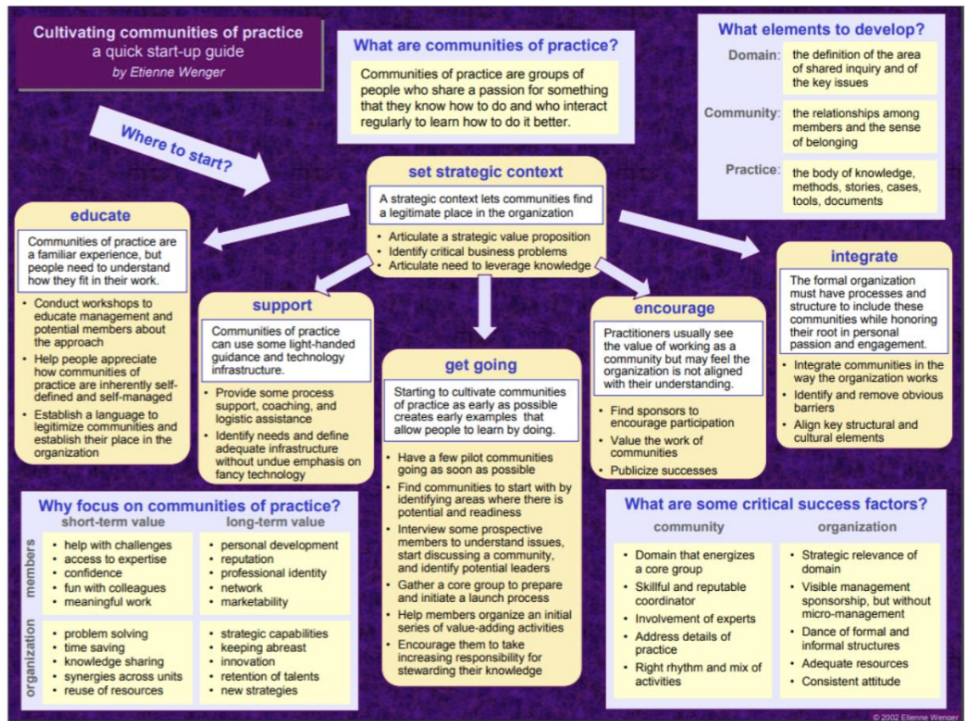 Cultivating communities of practice
a quick start-up guide
by Etienne Wenger
What are communities of practice?
Communities of practice are groups of
people who share a passion for something
that they know how to do and who interact
regularly to learn how to do it better.
What elements to develop?
Domain: the definition of the area
of shared inquiry and of
the key issues
Community: the relationships among
members and the sense
of belonging
Practice: the body of knowledge,
methods, stories, cases,
tools, documents
Where to start?
set strategic context
A strategic context lets communities find
a legitimate place in the organization
• Articulate a strategic value proposition
• Identify critical business problems
• Articulate need to leverage knowledge
educate
Communities of practice are
a familiar experience, but
people need to understand
how they fit in their work.
• Conduct workshops to
educate management and
potential members about
the approach
• Help people appreciate
how communities of
practice are inherently self-
defined and self-managed
• Establish a language to
legitimize communities and
establish their place in the
organization
support
Communities of practice
can use some light-handed
guidance and technology
infrastructure.
• Provide some process
support, coaching, and
logistic assistance
• Identify needs and define
adequate infrastructure
without undue emphasis on
fancy technology
get going
Starting to cultivate communities
of practice as early as possible
creates early examples that
allow people to learn by doing.
• Have a few pilot communities
going as soon as possible
• Find communities to start with by
identifying areas where there is
potential and readiness
• Interview some prospective
members to understand issues,
start discussing a community,
and identify potential leaders
• Gather a core group to prepare
and initiate a launch process
• Help members organize an initial
series of value-adding activities
• Encourage them to take
increasing responsibility for
stewarding their knowledge
encourage
Practitioners usually see
the value of working as a
community but may feel the
organization is not aligned
with their understanding.
• Find sponsors to
encourage participation
• Value the work of
communities
• Publicize successes
integrate
The formal organization
must have processes and
structure to include these
communities while honoring
their root in personal
passion and engagement.
• Integrate communities in the
way the organization works
• Identify and remove obvious
barriers
• Align key structural and
cultural elements
Why focus on communities of practice?
short-term value long-term value
members
• help with challenges
• access to expertise
• confidence
• fun with colleagues
• meaningful work
• personal development
• reputation
• professional identity
• network
• marketability
organization
• problem solving
• time saving
• knowledge sharing
• synergies across units
• reuse of resources
• strategic capabilities
• keeping abreast
• innovation
• retention of talents
• new strategies
What are some critical success factors?
community
• Domain that energizes
a core group
• Skillful and reputable
coordinator
• Involvement of experts
• Address details of
practice
• Right rhythm and mix of
activities
organization
• Strategic relevance of
domain
• Visible management
sponsorship, but without
micro-management
• Dance of formal and
informal structures
• Adequate resources
• Consistent attitude
© 2002 Etienne Wenger